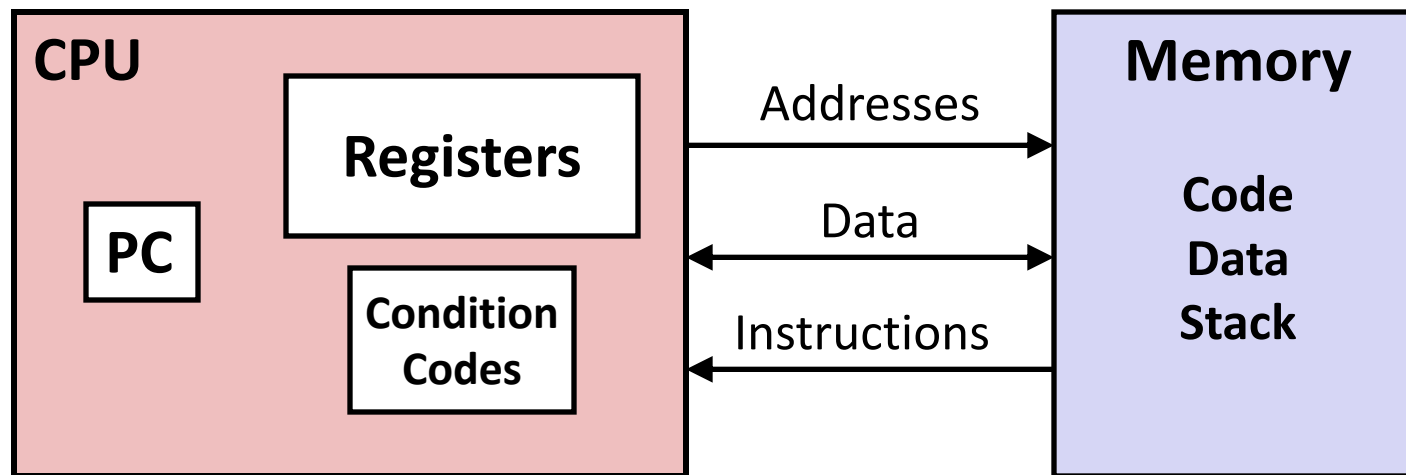 CPU
Registers
PC
Condition
Codes
Addresses
Data
Instructions
Memory
Code
Data
Stack